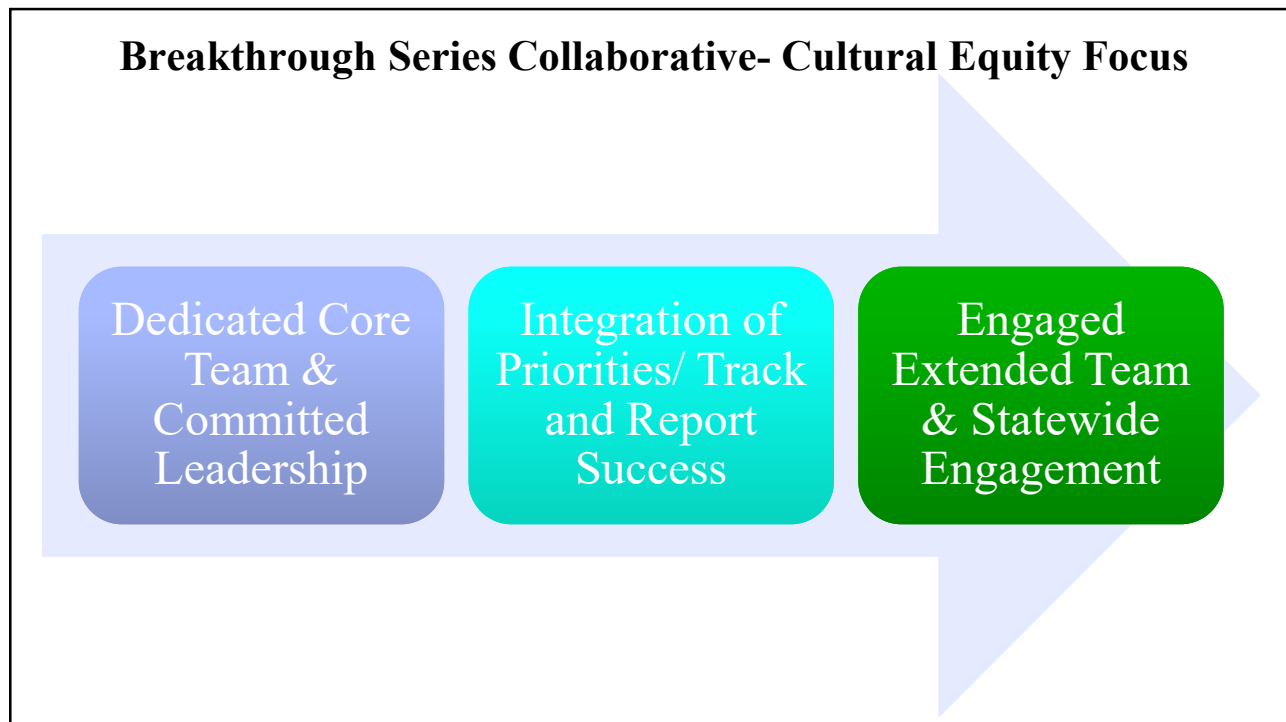 Breakthrough Series Collaborative- Cultural Equity Focus
Dedicated Core
Team &
Committed
Leadership
Integration of
Priorities/ Track
and Report
Success
Engaged
Extended Team
& Statewide
Engagement